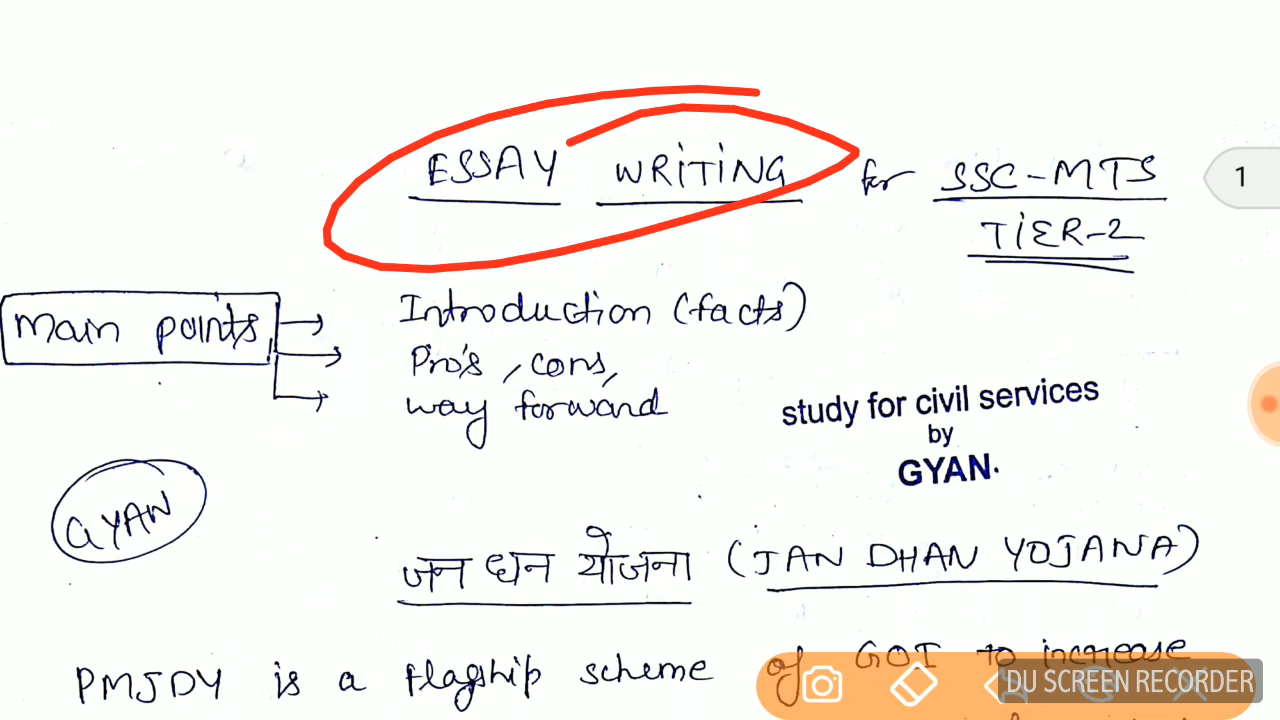 ESSAY WRITING for SSC-MTS
TIER-2
1
Main points
Introduction (facts)
Pro's, cons,
way forward
study for civil services
by
GYAN.
GYAN
जन धन योजना (JAN DHAN YOJANA)
PMJDY is a flagship scheme of GOI to increase
DU SCREEN RECORDER